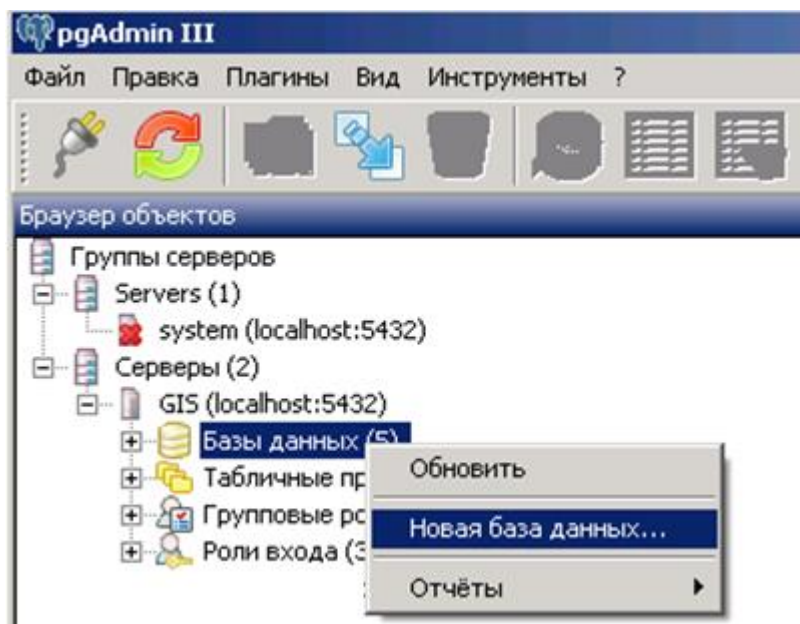 pgAdmin III
Файл Правка Плагины Вид Инструменты ?
Браузер объектов
Группы серверов
Servers (1)
system (localhost:5432)
Серверы (2)
GIS (localhost:5432)
Базы данных (5)
Табличные пр
Групповые ро
Роли входа (3
Обновить
Новая база данных...
Отчёты